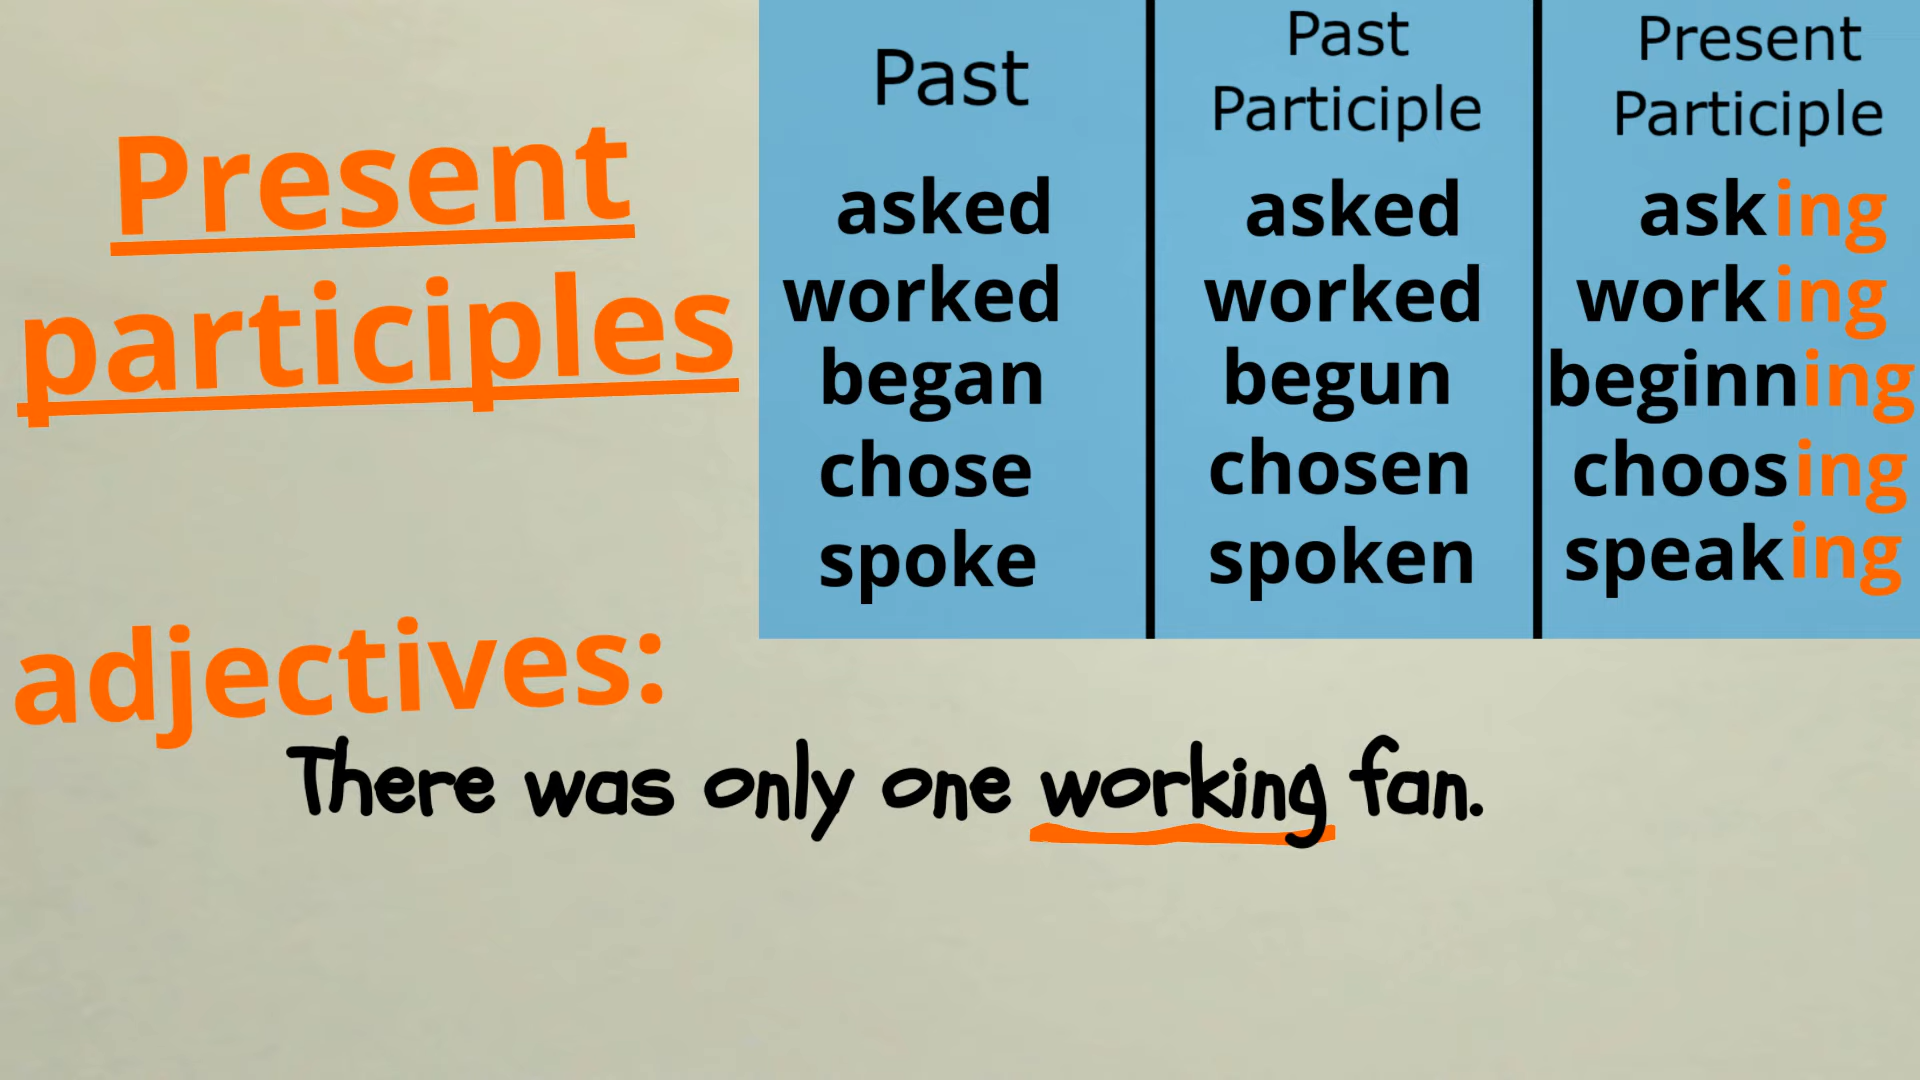 Present
participles
adjectives:
Past
Past
Participle
Present
Participle
asked
asked
asking
worked
worked
working
began
begun
beginning
chose
chosen
choosing
spoke
spoken
speaking
There was only one working fan.